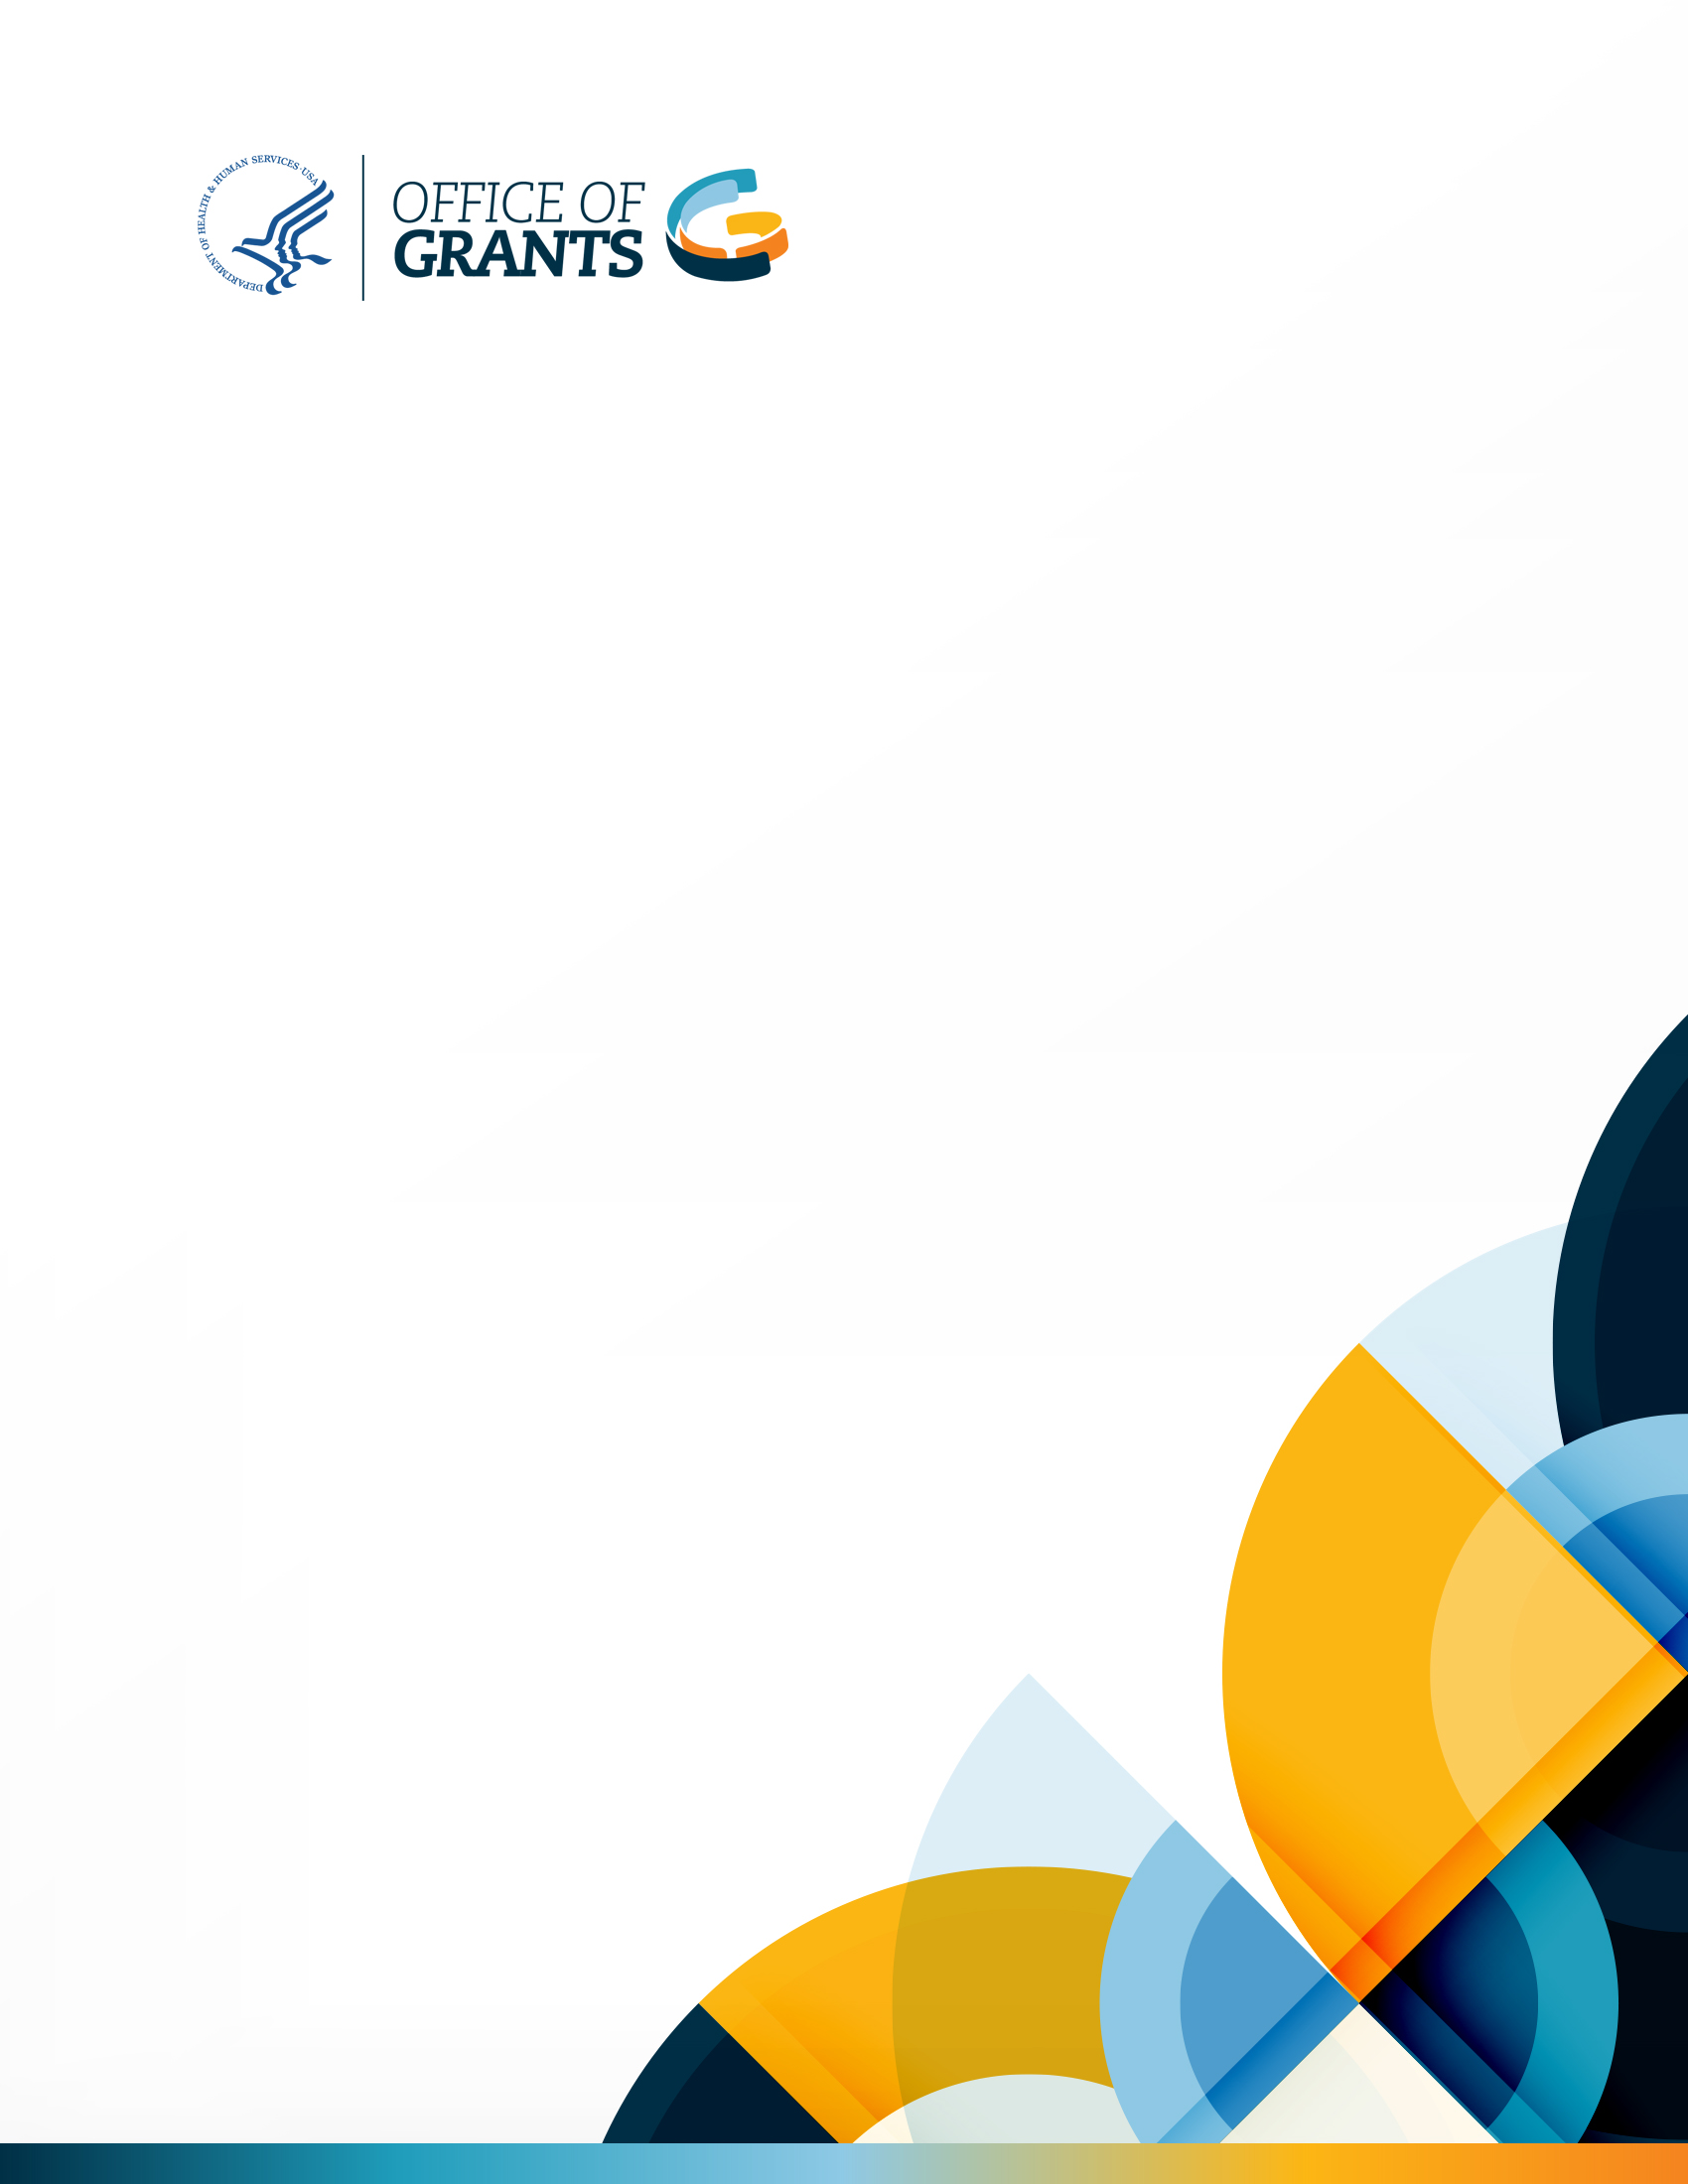 DEPARTMENT OF HEALTH & HUMAN SERVICES · USA
OFFICE OF
GRANTS